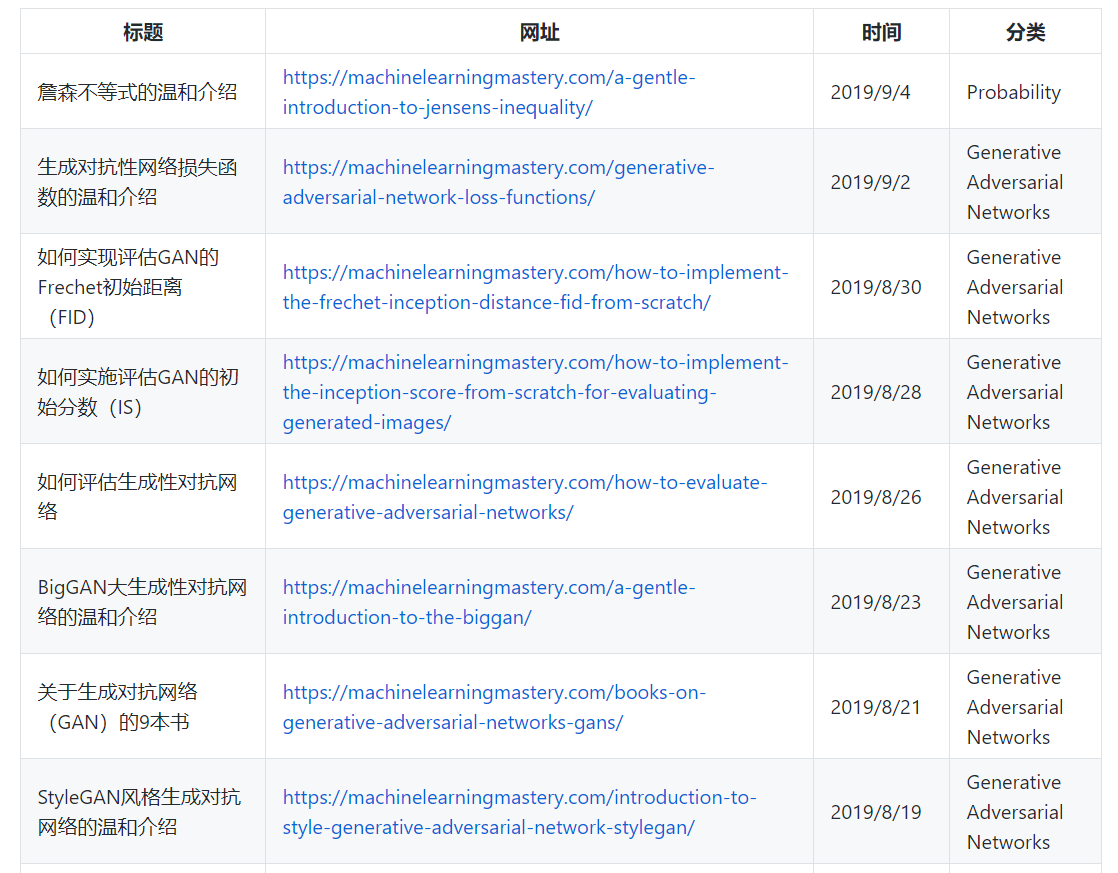 标题 网址 时间 分类
詹森不等式的温和介绍
https://machinelearningmastery.com/a-gentle-
introduction-to-jensens-inequality/
2019/9/4
Probability
生成对抗性网络损失函
数的温和介绍
https://machinelearningmastery.com/generative-
adversarial-network-loss-functions/
2019/9/2
Generative
Adversarial
Networks
如何实现评估GAN的
Frechet初始距离
（FID）
https://machinelearningmastery.com/how-to-implement-
the-frechet-inception-distance-fid-from-scratch/
2019/8/30
Generative
Adversarial
Networks
如何实施评估GAN的初
始分数（IS）
https://machinelearningmastery.com/how-to-implement-
the-inception-score-from-scratch-for-evaluating-
generated-images/
2019/8/28
Generative
Adversarial
Networks
如何评估生成性对抗网
络
https://machinelearningmastery.com/how-to-evaluate-
generative-adversarial-networks/
2019/8/26
Generative
Adversarial
Networks
BigGAN大生成性对抗网
络的温和介绍
https://machinelearningmastery.com/a-gentle-
introduction-to-the-biggan/
2019/8/23
Generative
Adversarial
Networks
关于生成对抗网络
（GAN）的9本书
https://machinelearningmastery.com/books-on-
generative-adversarial-networks-gans/
2019/8/21
Generative
Adversarial
Networks
StyleGAN风格生成对抗
网络的温和介绍
https://machinelearningmastery.com/introduction-to-
style-generative-adversarial-network-stylegan/
2019/8/19
Generative
Adversarial
Networks